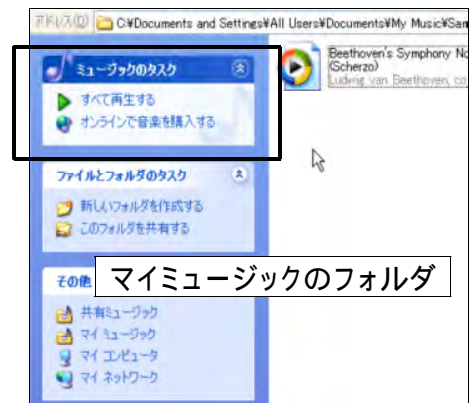 アドレス(D) C:¥Documents and Settings¥All Users¥Documents¥My Music¥Sam
ミュージックのタスク
すべて再生する
オンラインで音楽を購入する
Beethoven's Symphony No
(Scherzo)
Ludwig van Beethoven, co
ファイルとフォルダのタスク
新しいフォルダを作成する
このフォルダを共有する
その他
マイミュージックのフォルダ
共有ミュージック
マイ ミュージック
マイ コンピュータ
マイ ネットワーク